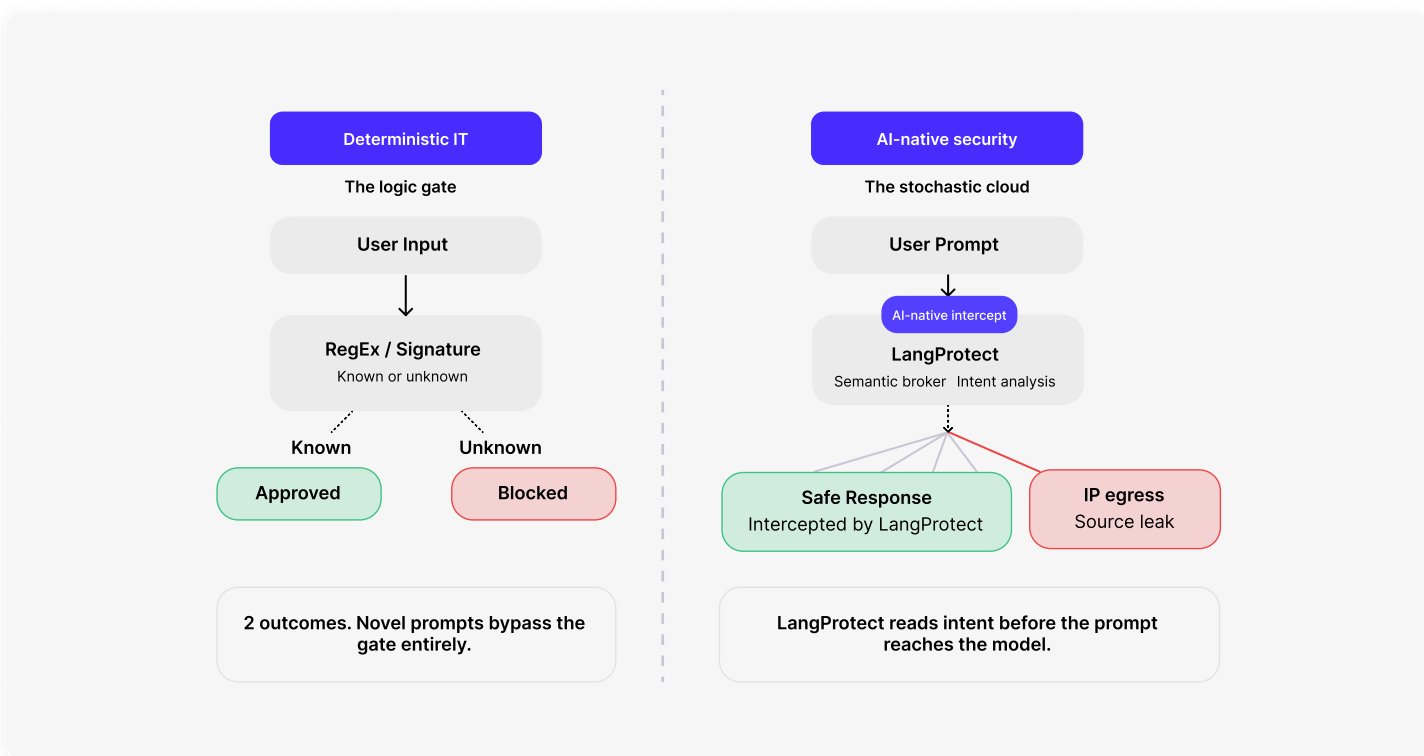 Deterministic IT
The logic gate
User Input
RegEx / Signature
Known or unknown
Known
Unknown
Approved
Blocked
2 outcomes. Novel prompts bypass the
gate entirely.
AI-native security
The stochastic cloud
User Prompt
AI-native intercept
LangProtect
Semantic broker Intent analysis
Safe Response
Intercepted by LangProtect
IP egress
Source leak
LangProtect reads intent before the prompt
reaches the model.